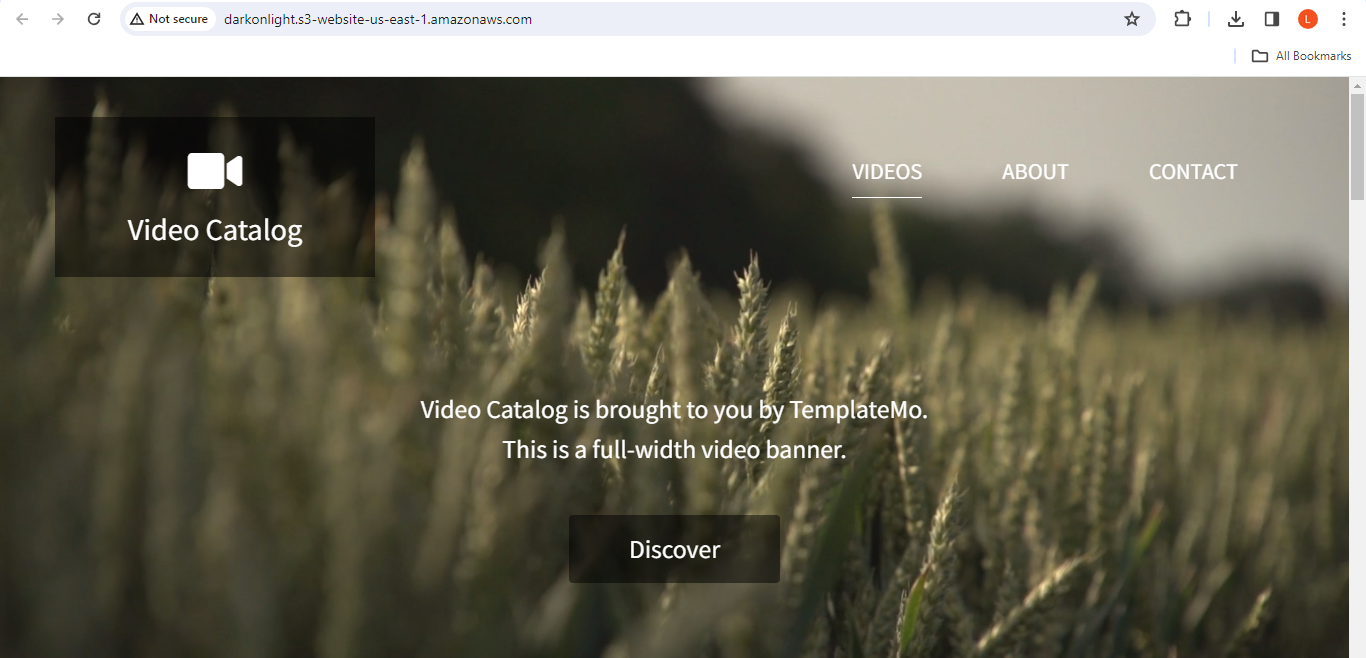 Not secure darkonlight.s3-website-us-east-1.amazonaws.com L
All Bookmarks
Video Catalog
VIDEOS ABOUT CONTACT
Video Catalog is brought to you by TemplateMo.
This is a full-width video banner.
Discover